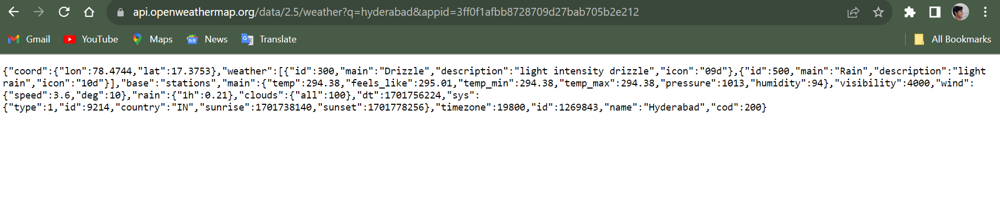 api.openweathermap.org/data/2.5/weather?q=hyderabad&appid=3ff0f1afbb8728709d27bab705b2e212
Gmail YouTube Maps News Translate All Bookmarks
{"coord":{"lon":78.4744,"lat":17.3753},"weather":[{"id":300,"main":"Drizzle","description":"light intensity drizzle","icon":"09d"},{"id":500,"main":"Rain","description":"light
rain","icon":"10d"}],"base":"stations","main":{"temp":294.38,"feels_like":295.01,"temp_min":294.38,"temp_max":294.38,"pressure":1013,"humidity":94},"visibility":4000,"wind":
{"speed":3.6,"deg":10},"rain":{"1h":0.21},"clouds":{"all":100},"dt":1701756224,"sys":
{"type":1,"id":9214,"country":"IN","sunrise":1701738140,"sunset":1701778256},"timezone":19800,"id":1269843,"name":"Hyderabad","cod":200}